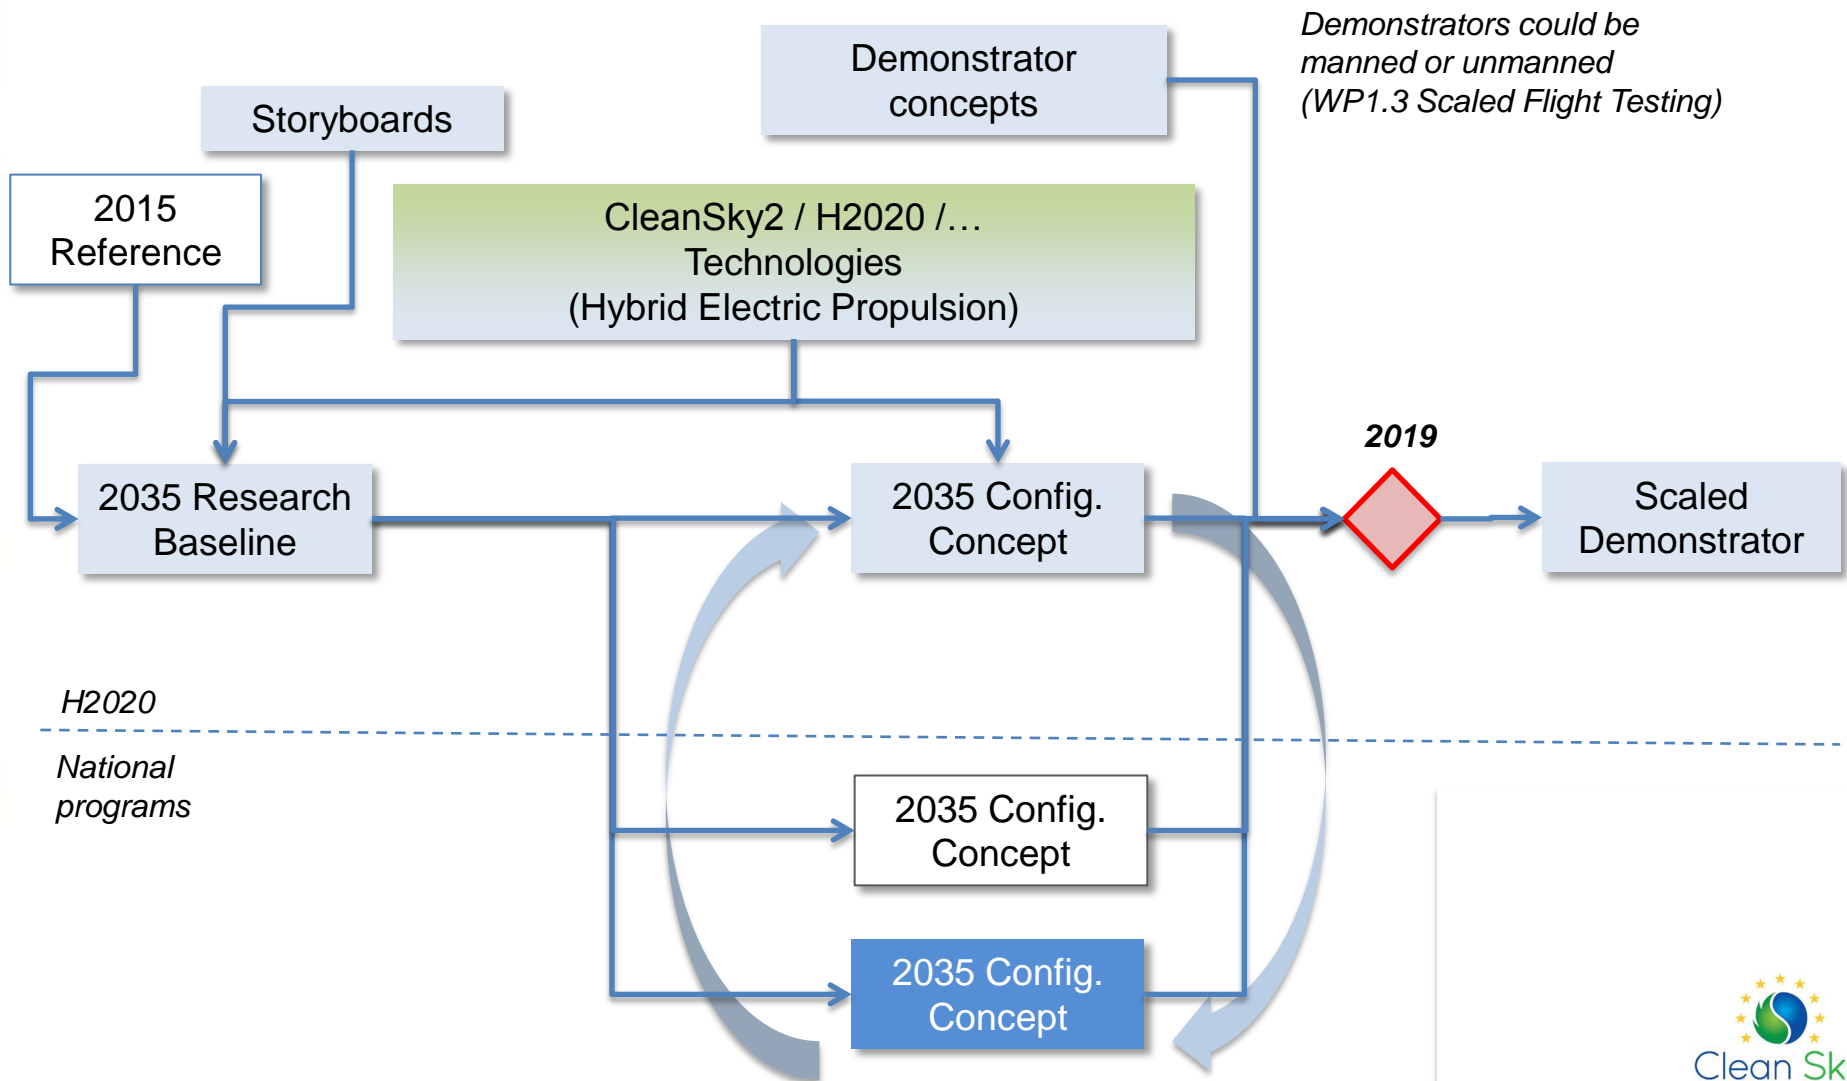 Demonstrators could be
manned or unmanned
(WP1.3 Scaled Flight Testing)
Demonstrator
concepts
Storyboards
2015
Reference
CleanSky2 / H2020 /…
Technologies
(Hybrid Electric Propulsion)
2019
2035 Research
Baseline
2035 Config.
Concept
Scaled
Demonstrator
H2020
National
programs
2035 Config.
Concept
2035 Config.
Concept
Clean Sk